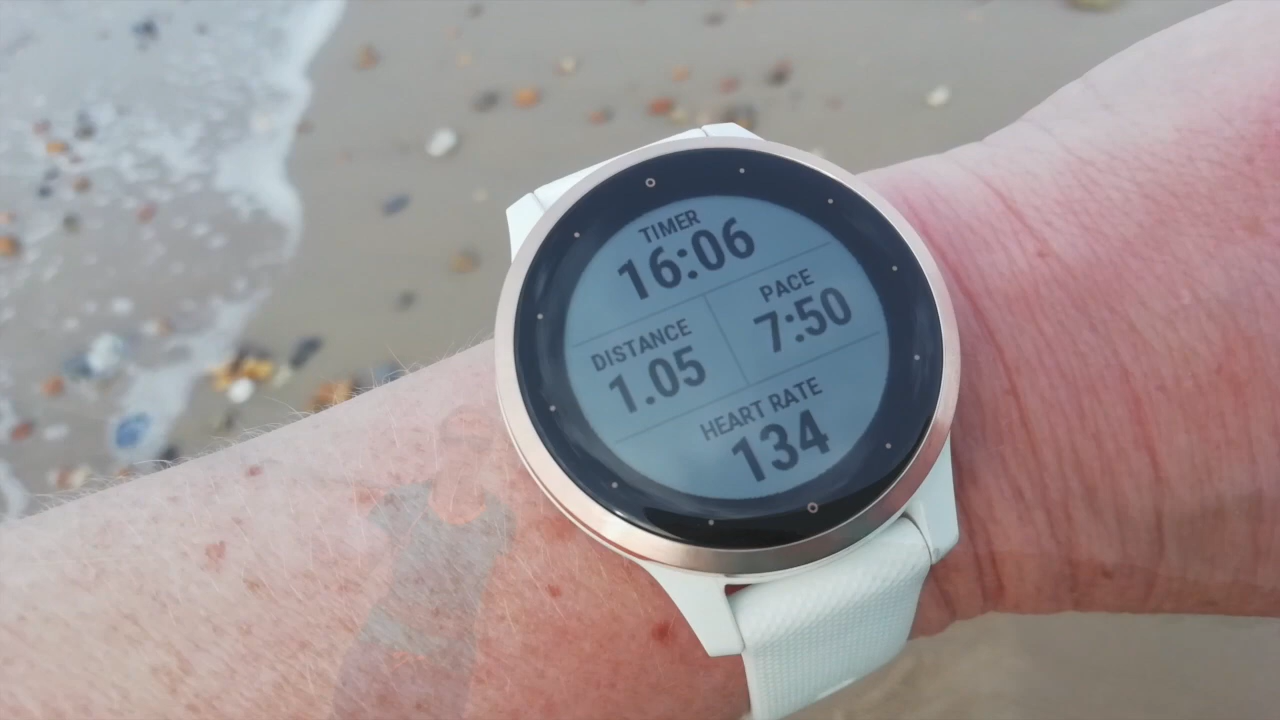 TIMER
16:06
DISTANCE
1.05
PACE
7:50
HEART RATE
134